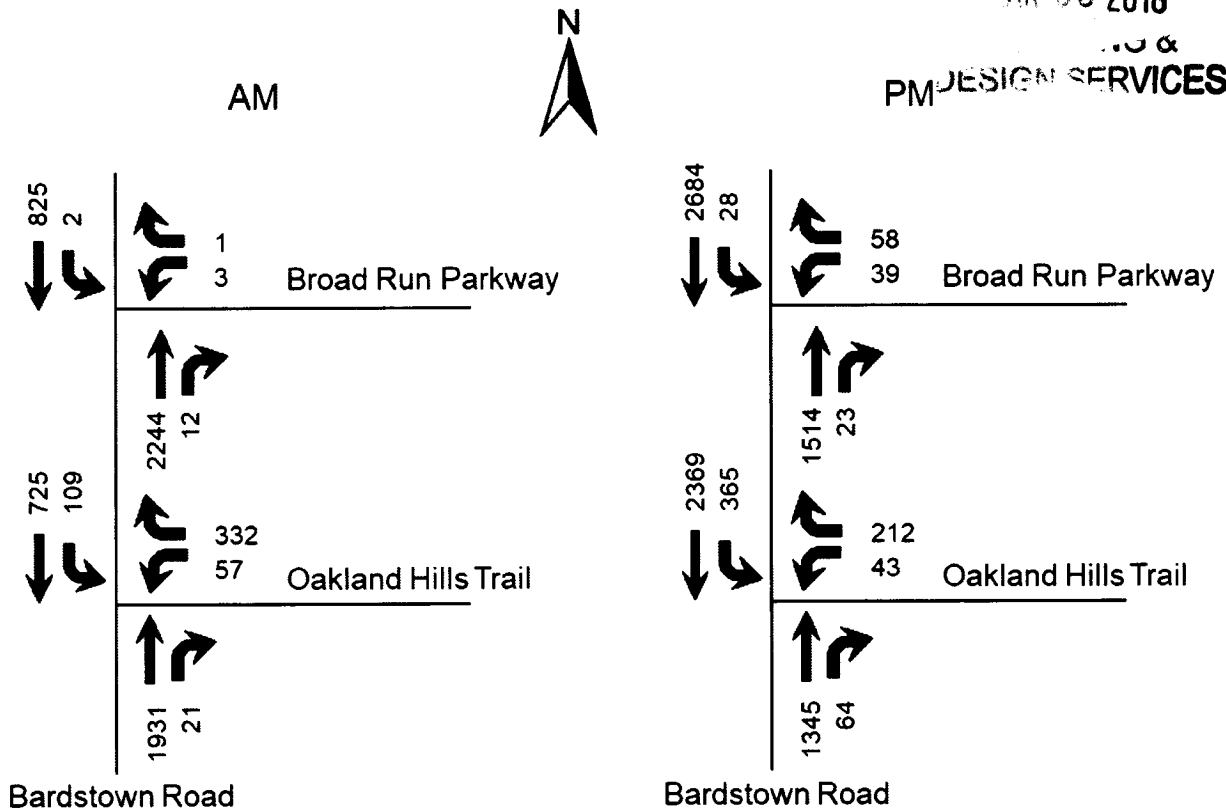 N
2016
&
DESIGN SERVICES
AM
PM
825
2
1
3
Broad Run Parkway
2244
12
725
109
332
57
Oakland Hills Trail
1931
21
Bardstown Road
2684
28
58
39
Broad Run Parkway
1514
23
2369
365
212
43
Oakland Hills Trail
1345
64
Bardstown Road